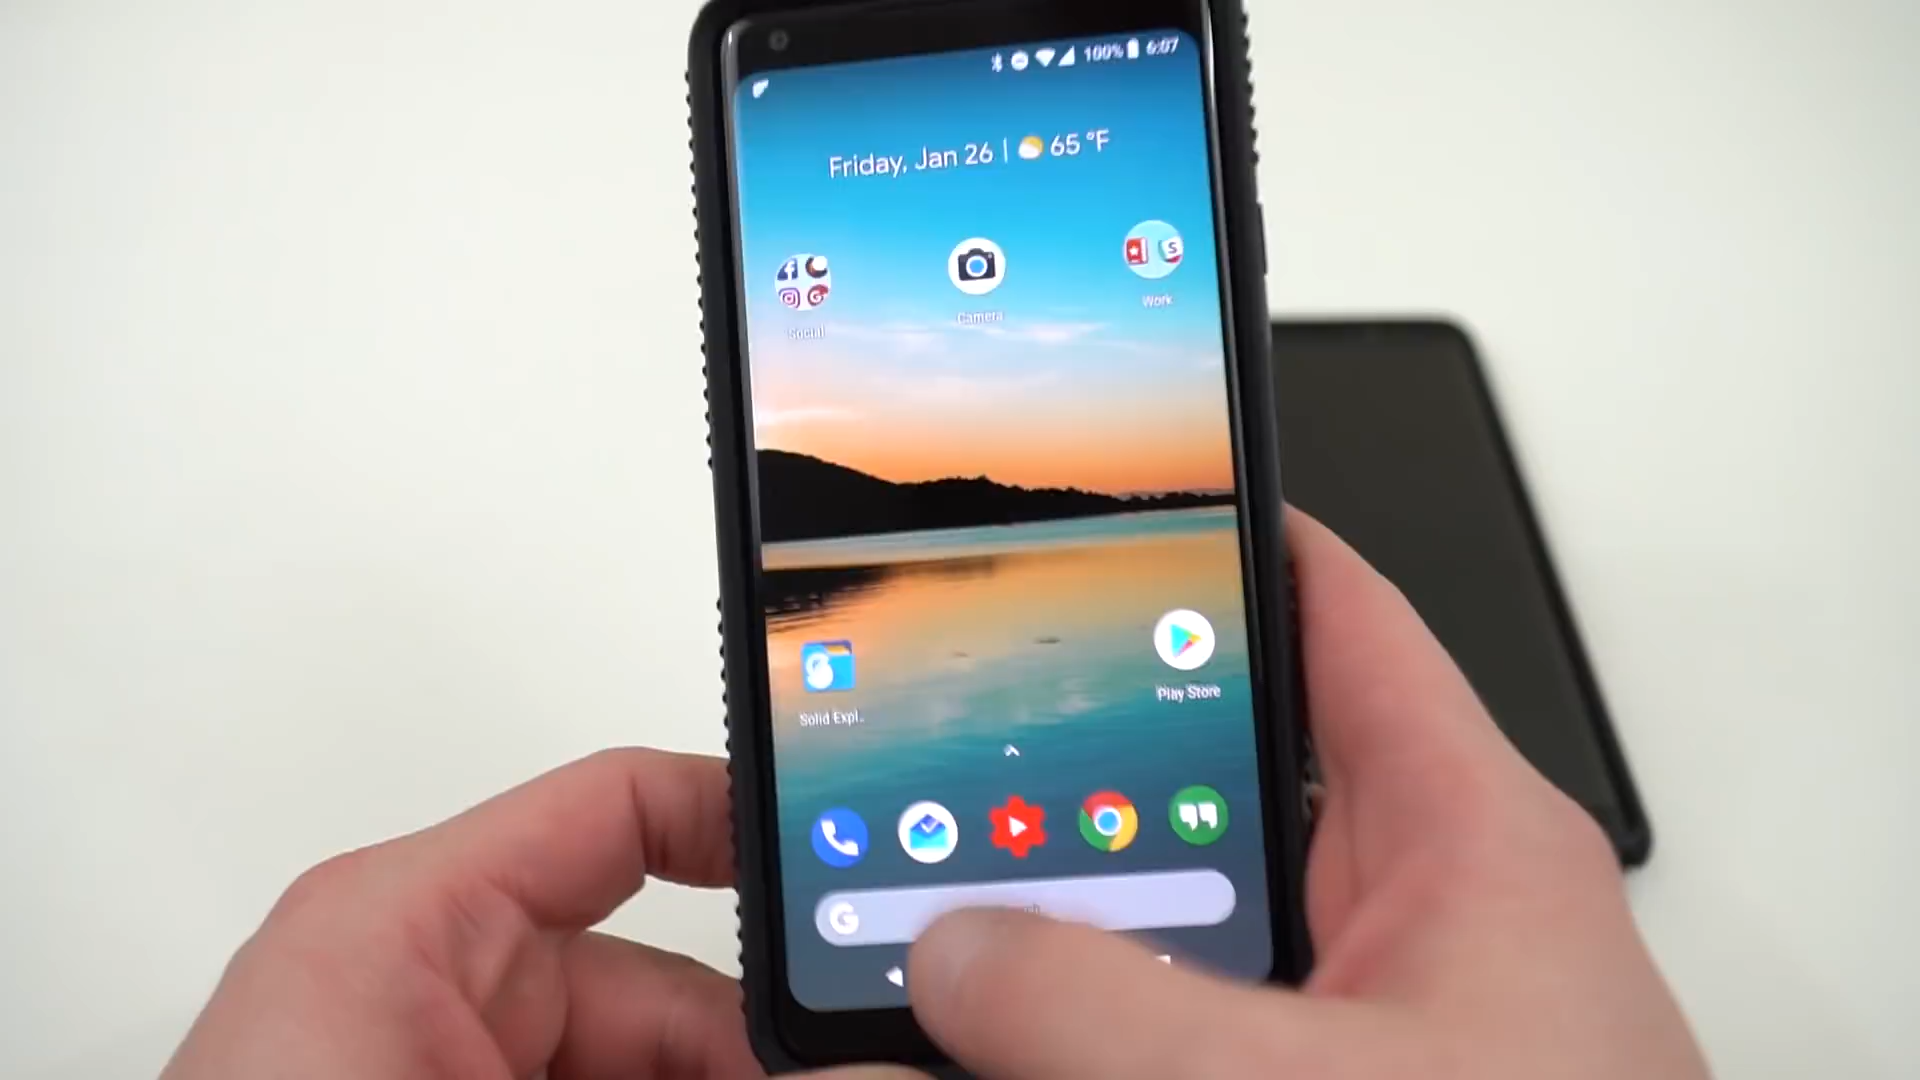 100% 6:07
Friday, Jan 26 | 65 °F
Social
Camera
Work
Solid Expl..
Play Store
G